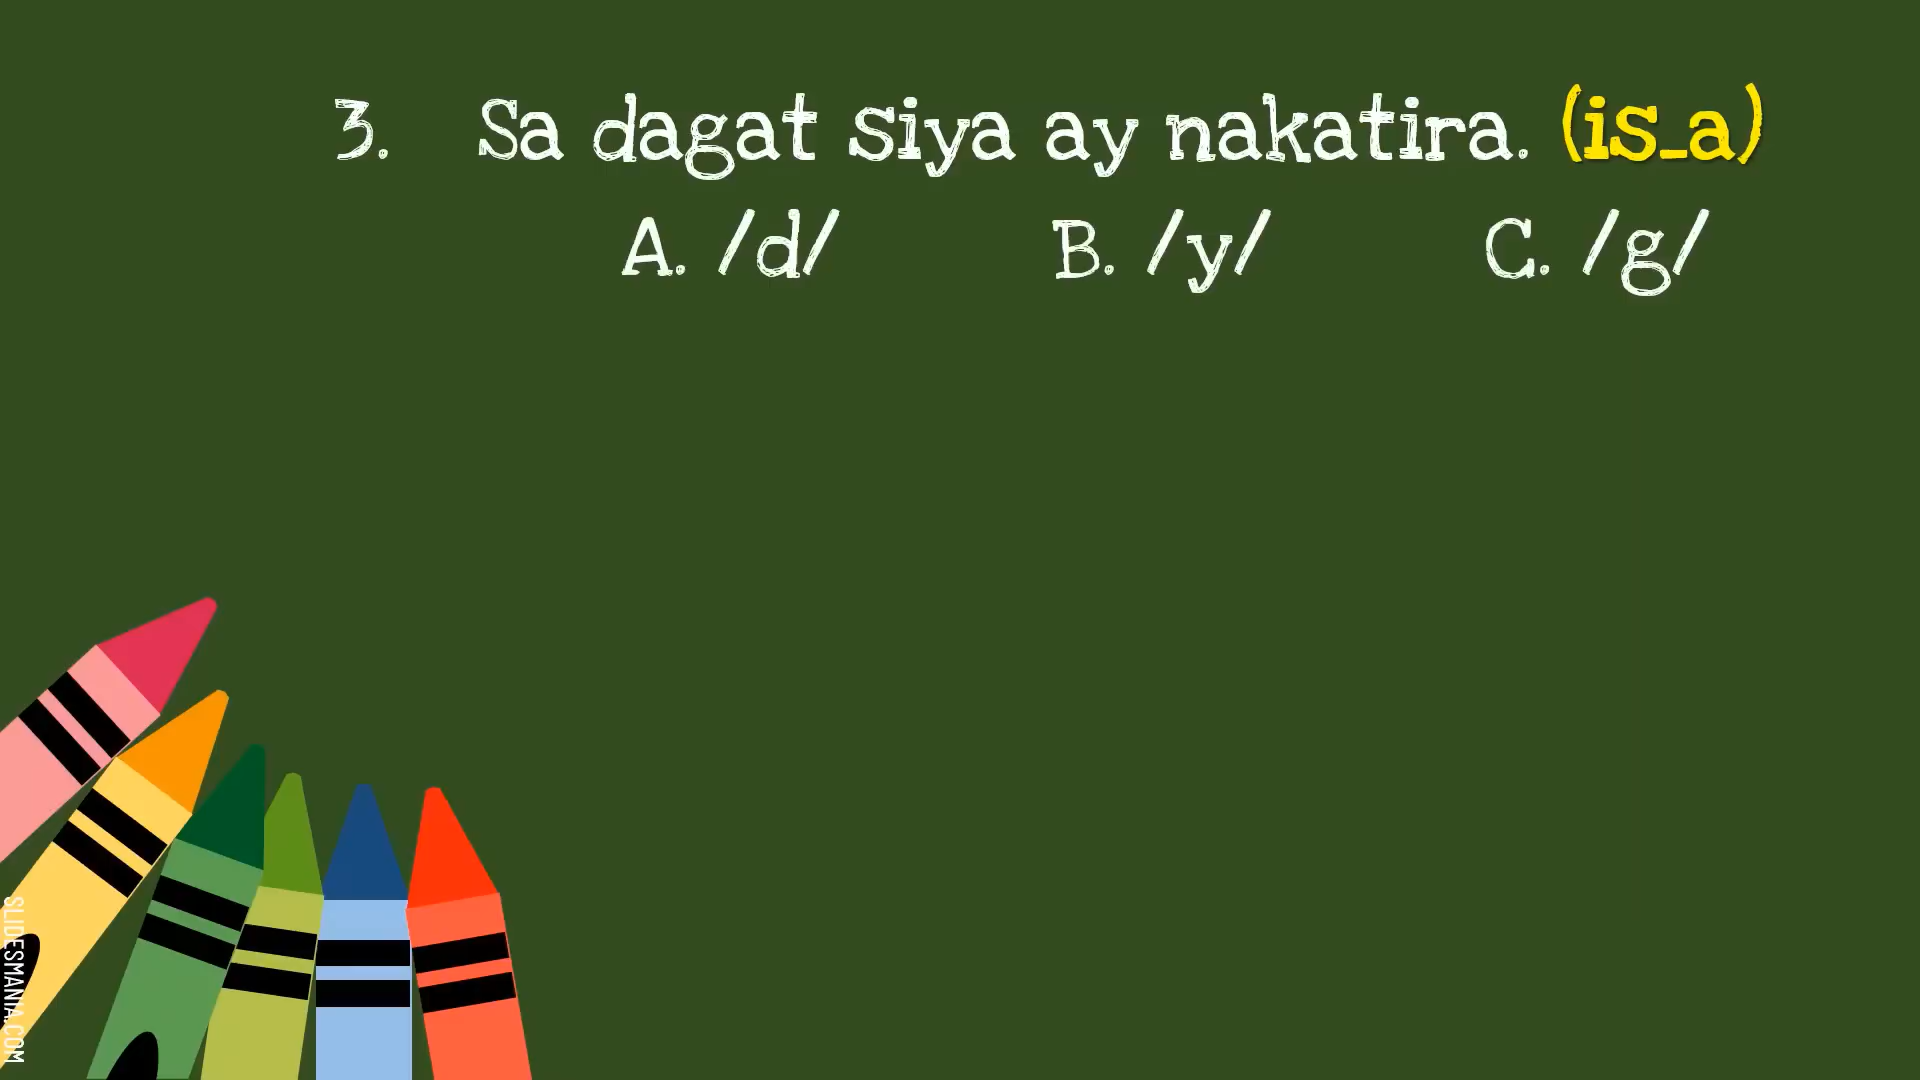 3. Sa dagat siya ay nakatira. (is_a)
A. /d/ B. /y/ C. /g/
SLIDESMANIA.COM